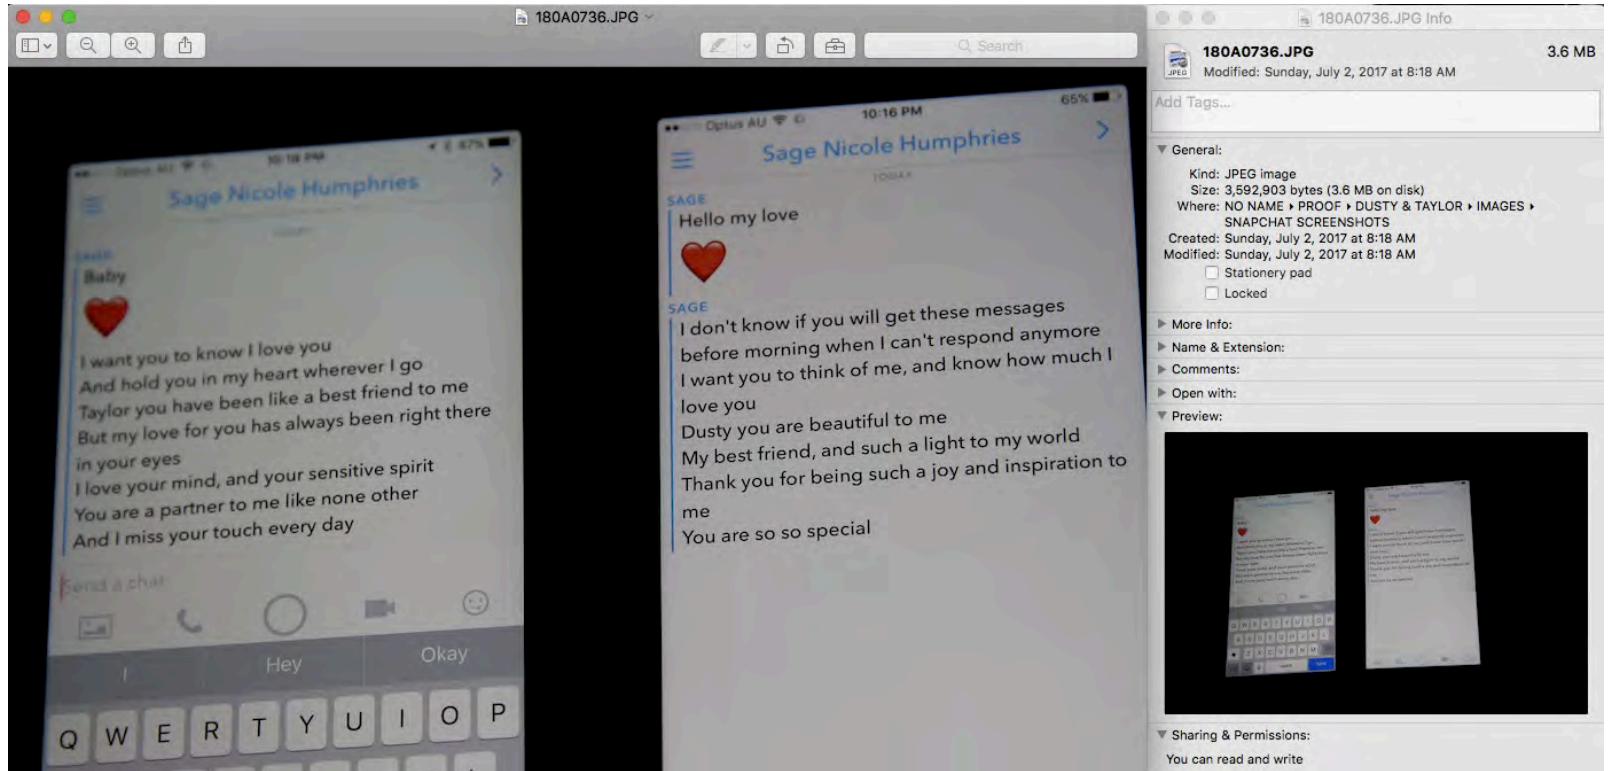 180A0736.JPG
Search
10:18 PM
87%
Sage Nicole Humphries
TODAY
SAGE
Baby
❤️
I want you to know I love you
And hold you in my heart wherever I go
Taylor you have been like a best friend to me
But my love for you has always been right there
in your eyes
I love your mind, and your sensitive spirit
You are a partner to me like none other
And I miss your touch every day
Send a chat
I
Hey
Okay
Q W E R T Y U I O P
Optus AU
10:16 PM
65%
Sage Nicole Humphries
TODAY
SAGE
Hello my love
❤️
SAGE
I don't know if you will get these messages
before morning when I can't respond anymore
I want you to think of me, and know how much I
love you
Dusty you are beautiful to me
My best friend, and such a light to my world
Thank you for being such a joy and inspiration to
me
You are so so special
180A0736.JPG Info
JPEG
180A0736.JPG 3.6 MB
Modified: Sunday, July 2, 2017 at 8:18 AM
Add Tags...
General:
Kind: JPEG image
Size: 3,592,903 bytes (3.6 MB on disk)
Where: NO NAME ▸ PROOF ▸ DUSTY & TAYLOR ▸ IMAGES ▸
SNAPCHAT SCREENSHOTS
Created: Sunday, July 2, 2017 at 8:18 AM
Modified: Sunday, July 2, 2017 at 8:18 AM
Stationery pad
Locked
More Info:
Name & Extension:
Comments:
Open with:
Preview:
Sharing & Permissions:
You can read and write